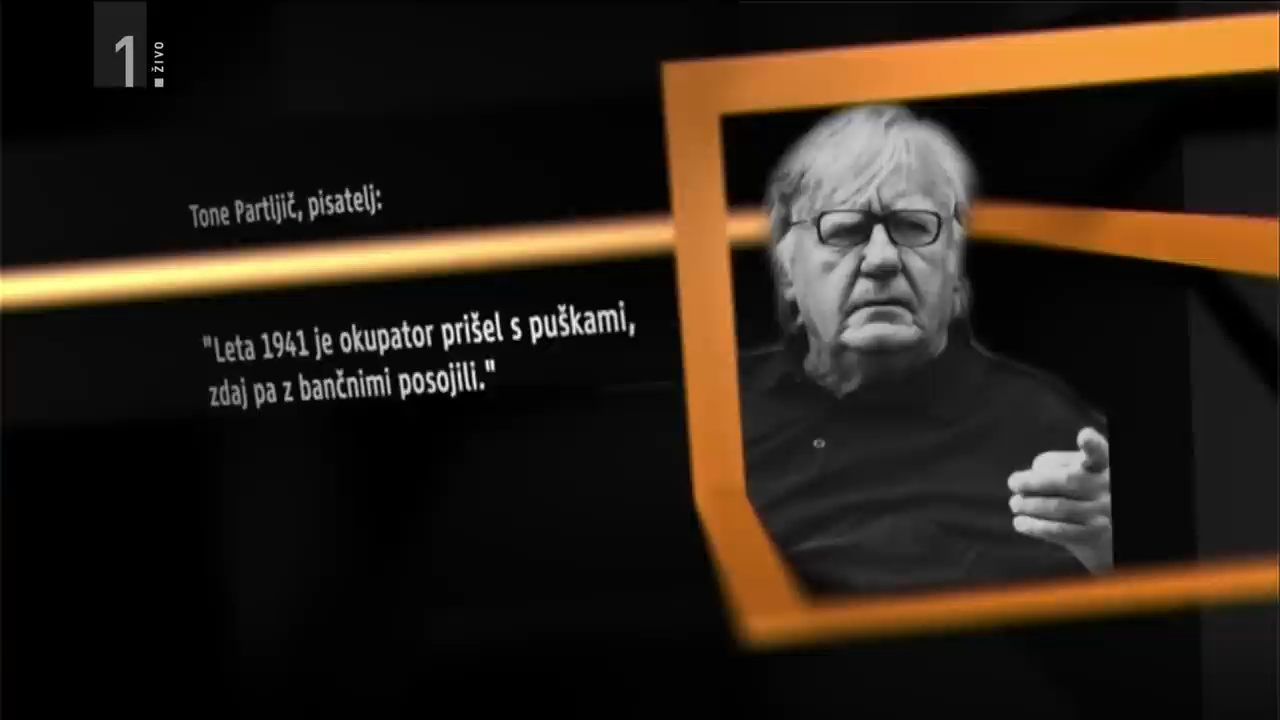 1
.živo
Tone Partljič, pisatelj:
"Leta 1941 je okupator prišel s puškami,
zdaj pa z bančnimi posojili."